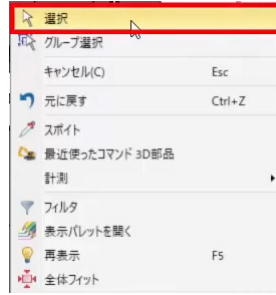 選択
グループ選択
キャンセル(C) Esc
元に戻す Ctrl+Z
スポイト
最近使ったコマンド 3D部品
計測
フィルタ
表示パレットを開く
再表示 F5
全体フィット